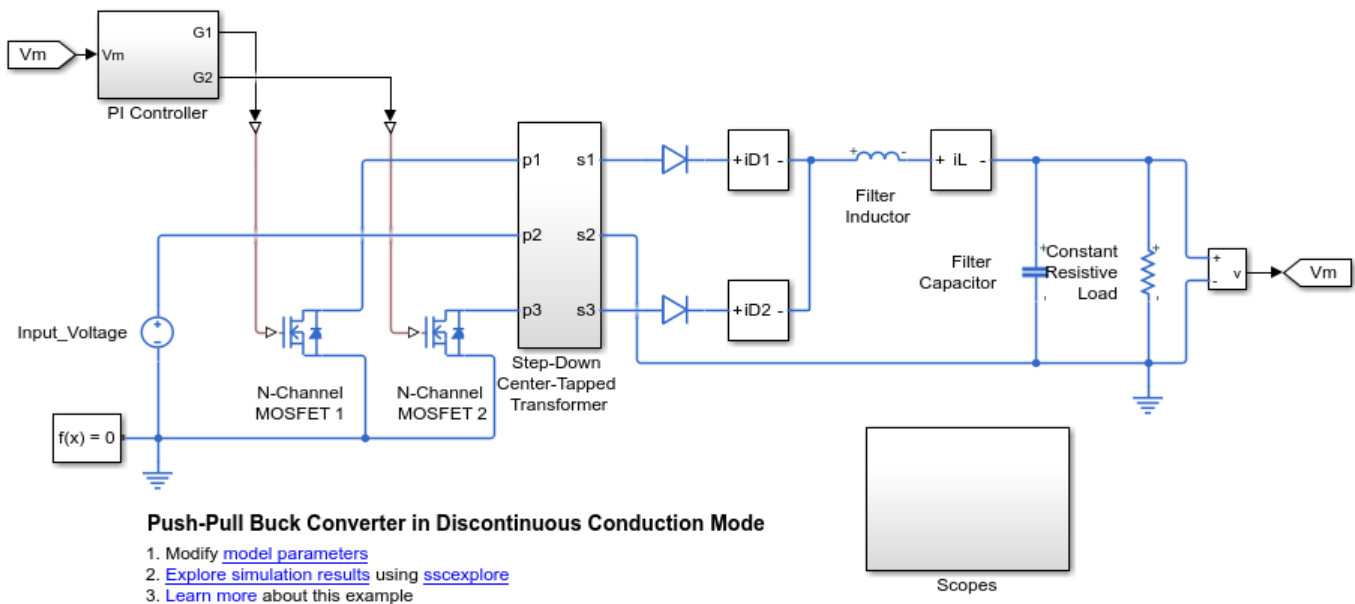 G1
Vm
Vm
G2
PI Controller
p1
s1
+iD1 -
+ -
+ iL -
Filter
Inductor
p2
s2
+
Constant
+
Filter
Resistive
+
v
Vm
Capacitor
Load
-
p3
s3
+iD2 -
Input_Voltage
+
-
Step-Down
Center-Tapped
Transformer
N-Channel
MOSFET 1
N-Channel
MOSFET 2
f(x) = 0
Push-Pull Buck Converter in Discontinuous Conduction Mode
1. Modify model parameters
2. Explore simulation results using sscexplore
3. Learn more about this example
Scopes